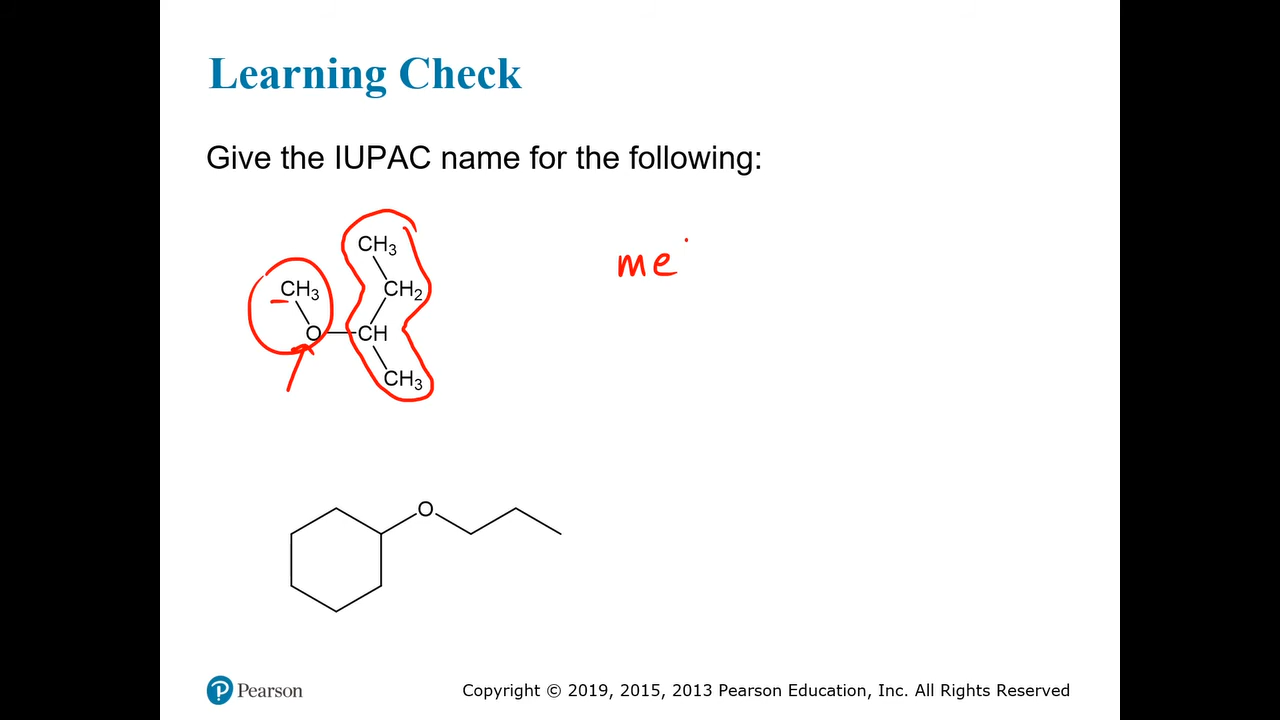 Learning Check
Give the IUPAC name for the following:
CH₃
CH₃
CH₂
me
O
CH
CH₃
O
Pearson
Copyright © 2019, 2015, 2013 Pearson Education, Inc. All Rights Reserved